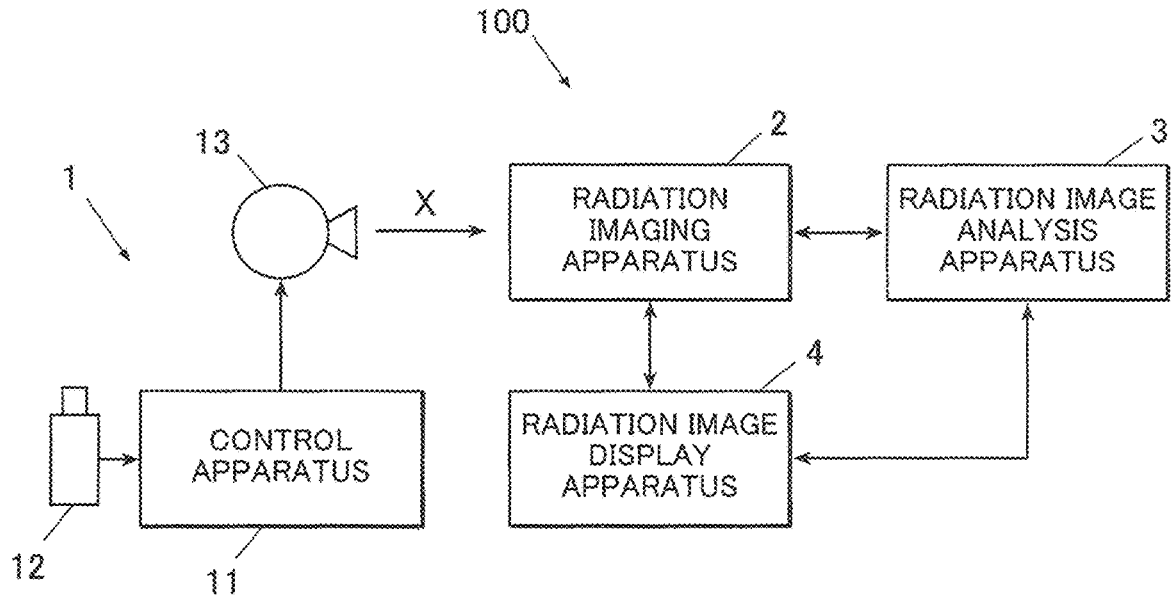 100
13
2
3
1
X
RADIATION
IMAGING
APPARATUS
RADIATION IMAGE
ANALYSIS
APPARATUS
4
CONTROL
APPARATUS
RADIATION IMAGE
DISPLAY
APPARATUS
12
11